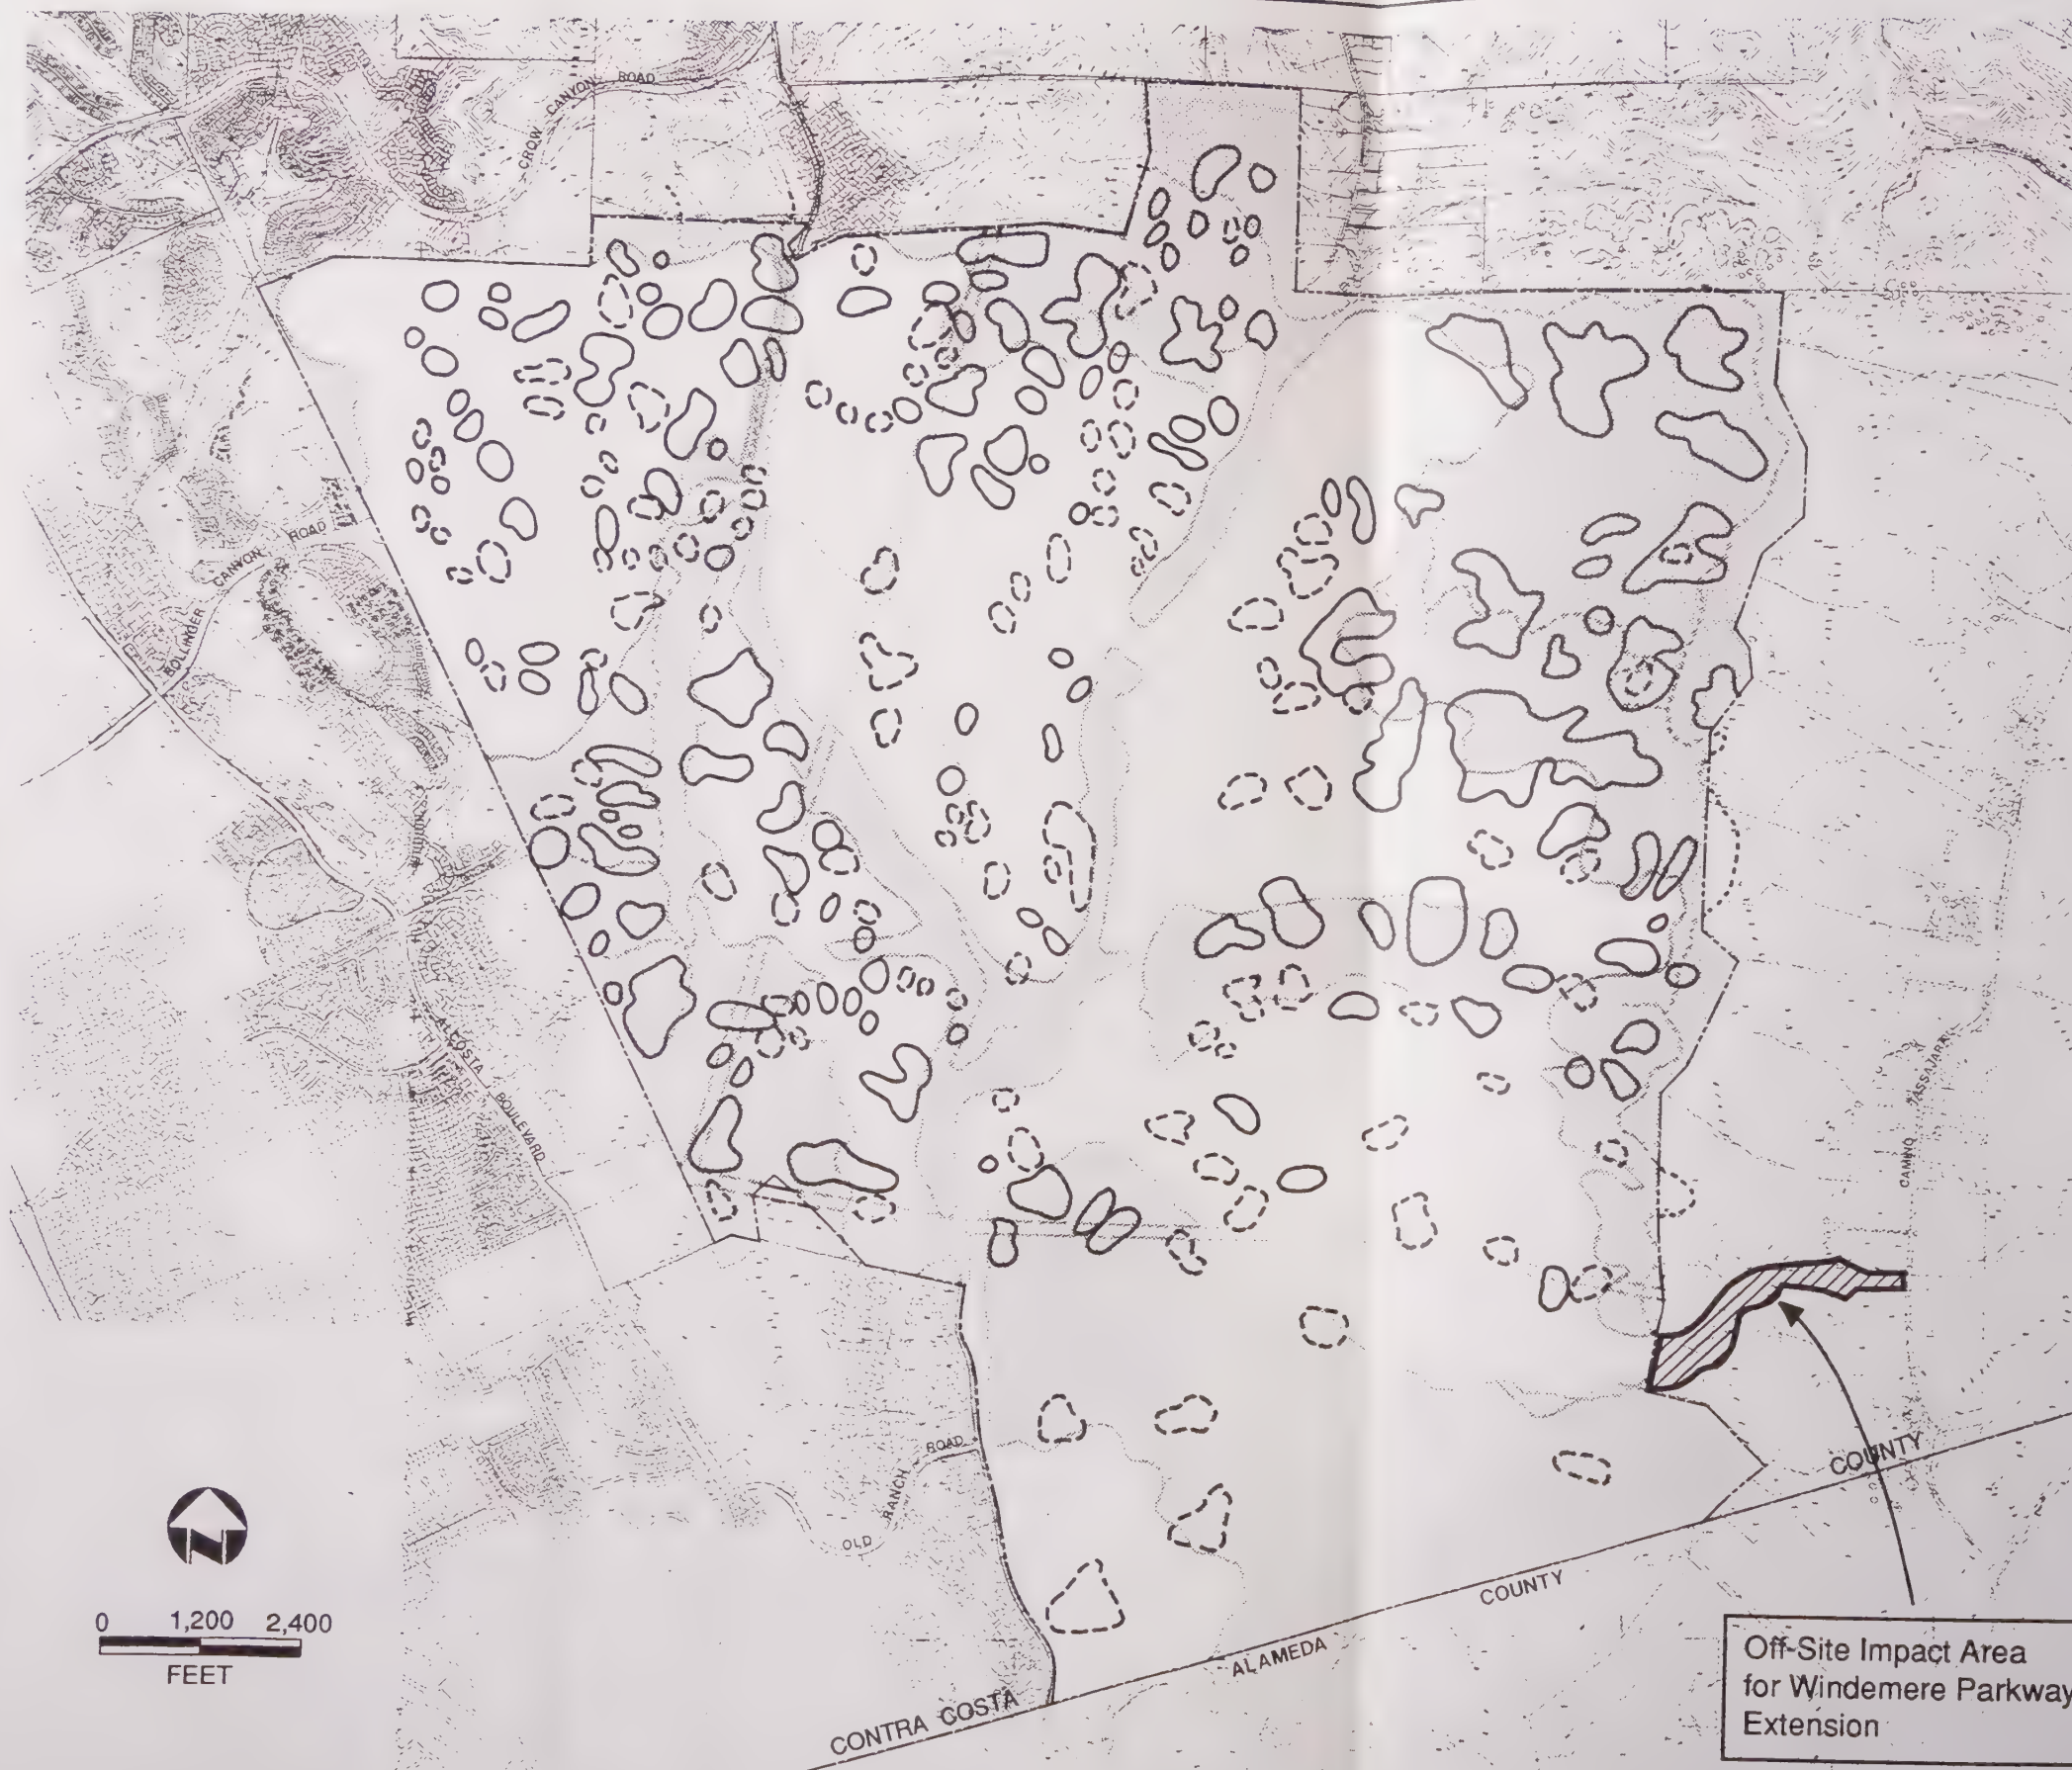 CROW CANYON ROAD
BOLLINGER CANYON ROAD
ALCOSTA BOULEVARD
CAMINO TASSAJARA
OLD RANCH ROAD
N
0 1,200 2,400
FEET
COUNTY
COUNTY
CONTRA COSTA
ALAMEDA
Off-Site Impact Area
for Windemere Parkway
Extension